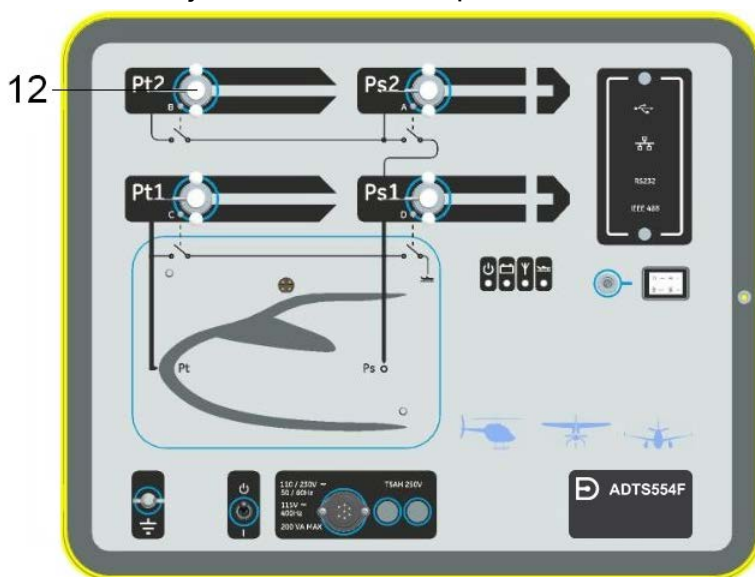 12
Pt2
Ps2
B
A
Pt1
Ps1
C
D
RS232
IEEE 488
Pt
Ps
110 / 230V ~
50 / 60Hz
115V ~
400Hz
200 VA MAX
T5AH 250V
ADTS554F